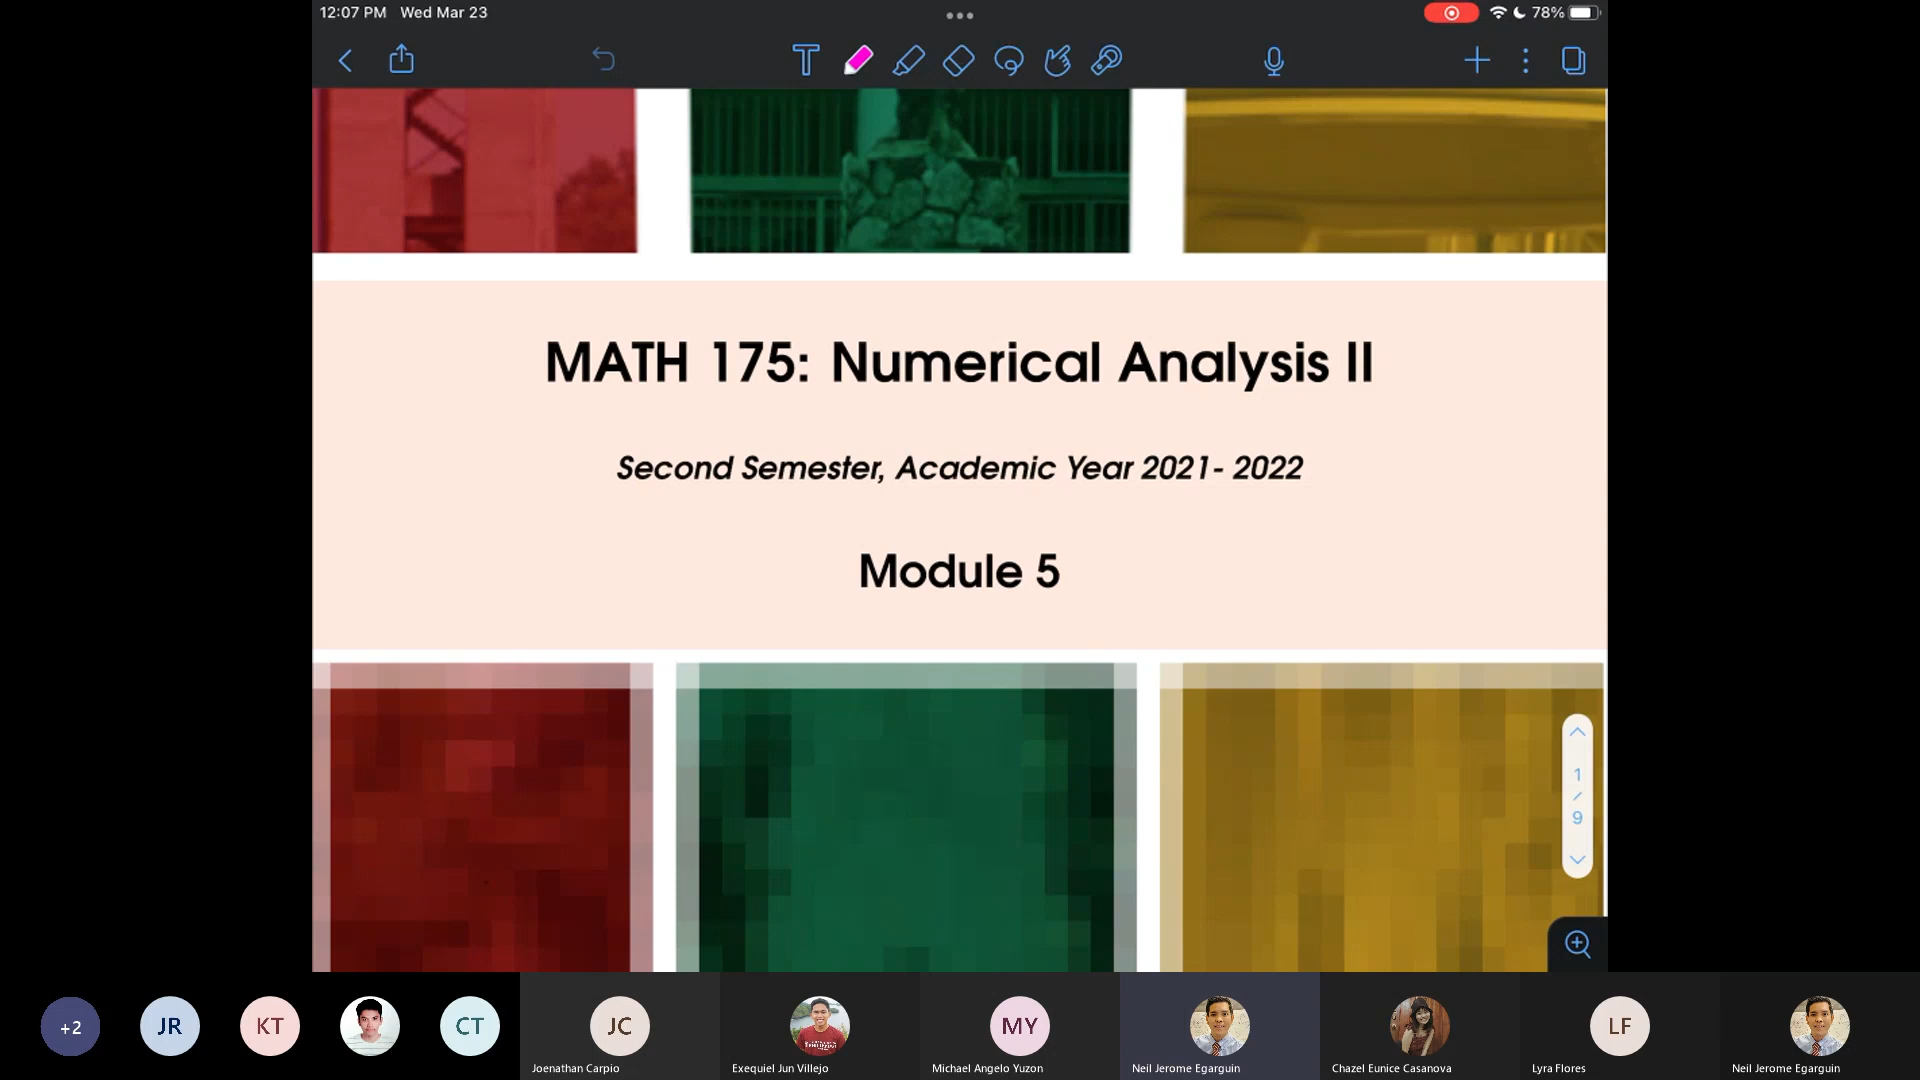 12:07 PM Wed Mar 23
78%
MATH 175: Numerical Analysis II
Second Semester, Academic Year 2021- 2022
Module 5
1
/
9
+2
JR
KT
CT
JC
MY
LF
Joenathan Carpio
Exequiel Jun Villejo
Michael Angelo Yuzon
Neil Jerome Egarguin
Chazel Eunice Casanova
Lyra Flores
Neil Jerome Egarguin